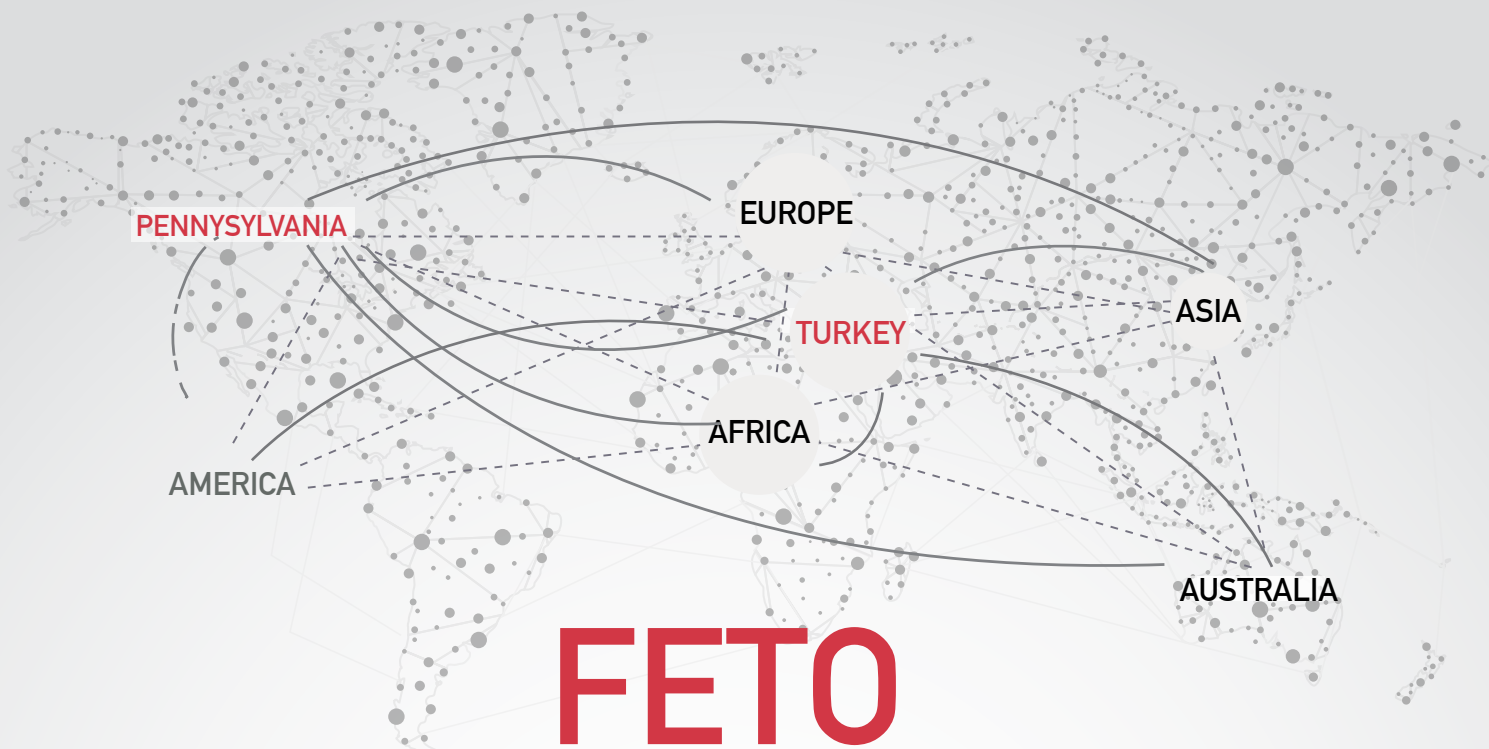 EUROPE
PENNYSYLVANIA
ASIA
TURKEY
AFRICA
AMERICA
AUSTRALIA
FETO